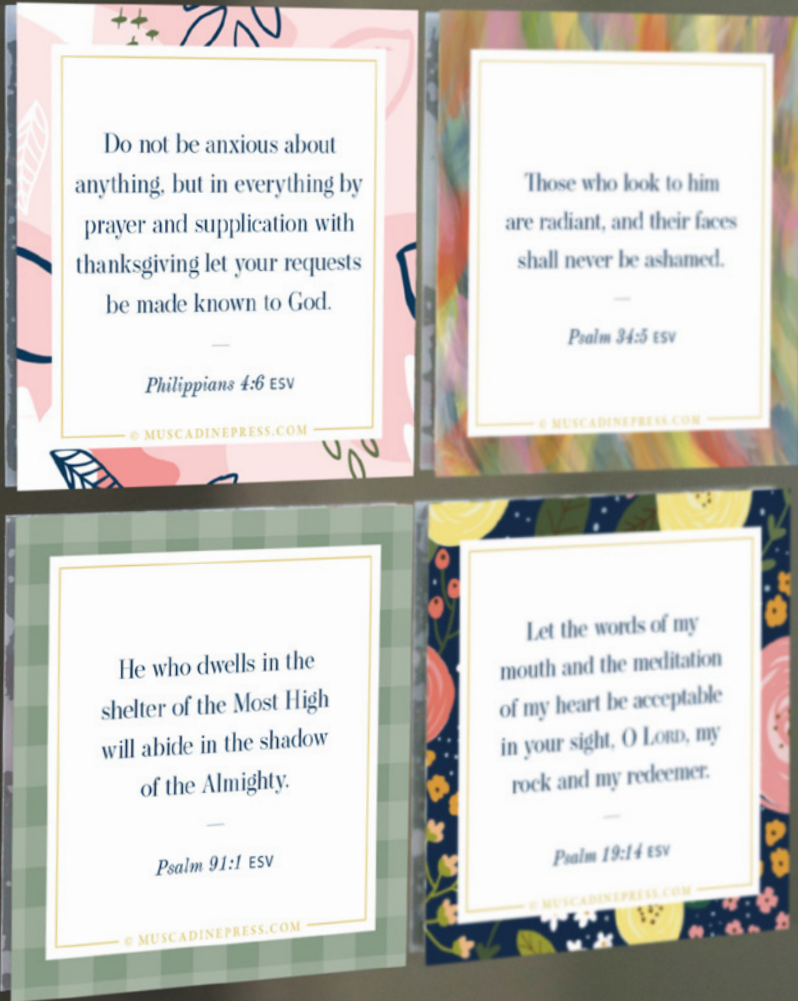 Do not be anxious about
anything, but in everything by
prayer and supplication with
thanksgiving let your requests
be made known to God.
—
Philippians 4:6 ESV
© MUSCADINEPRESS.COM
Those who look to him
are radiant, and their faces
shall never be ashamed.
—
Psalm 34:5 ESV
© MUSCADINEPRESS.COM
He who dwells in the
shelter of the Most High
will abide in the shadow
of the Almighty.
—
Psalm 91:1 ESV
© MUSCADINEPRESS.COM
Let the words of my
mouth and the meditation
of my heart be acceptable
in your sight, O LORD, my
rock and my redeemer.
—
Psalm 19:14 ESV
© MUSCADINEPRESS.COM